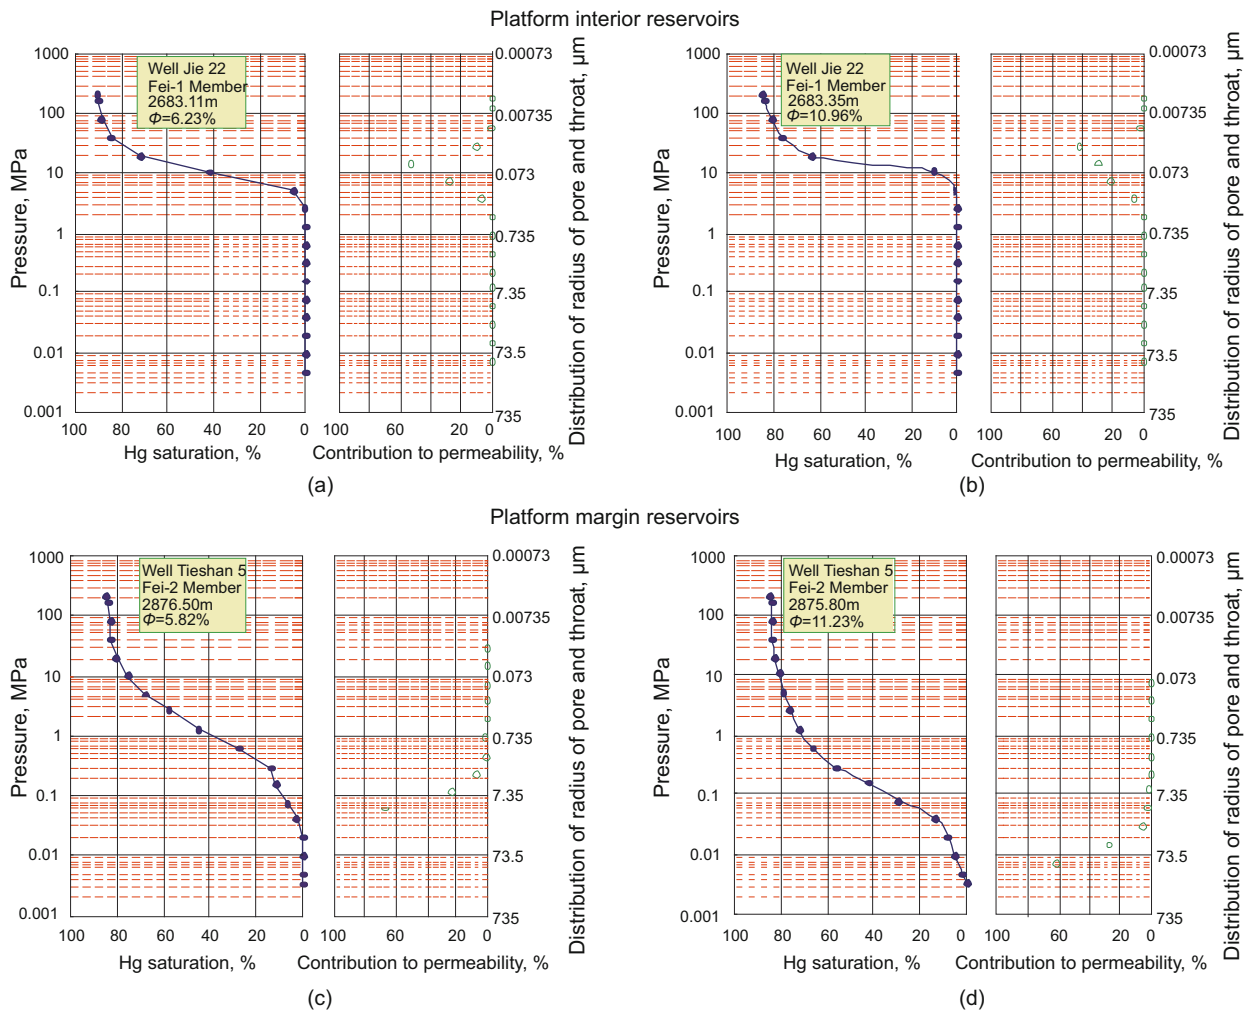 Platform interior reservoirs
Pressure, MPa
1000
100
10
1
0.1
0.01
0.001
Well Jie 22
Fei-1 Member
2683.11m
Φ=6.23%
100 80 60 40 20 0
Hg saturation, %
100 60 20 0
Contribution to permeability, %
0.00073
0.00735
0.073
0.735
7.35
73.5
735
Distribution of radius of pore and throat, μm
(a)
Pressure, MPa
1000
100
10
1
0.1
0.01
0.001
Well Jie 22
Fei-1 Member
2683.35m
Φ=10.96%
100 80 60 40 20 0
Hg saturation, %
100 60 20 0
Contribution to permeability, %
0.00073
0.00735
0.073
0.735
7.35
73.5
735
Distribution of radius of pore and throat, μm
(b)
Platform margin reservoirs
Pressure, MPa
1000
100
10
1
0.1
0.01
0.001
Well Tieshan 5
Fei-2 Member
2876.50m
Φ=5.82%
100 80 60 40 20 0
Hg saturation, %
100 60 20 0
Contribution to permeability, %
0.00073
0.00735
0.073
0.735
7.35
73.5
735
Distribution of radius of pore and throat, μm
(c)
Pressure, MPa
1000
100
10
1
0.1
0.01
0.001
Well Tieshan 5
Fei-2 Member
2875.80m
Φ=11.23%
100 80 60 40 20 0
Hg saturation, %
100 60 20 0
Contribution to permeability, %
0.00073
0.00735
0.073
0.735
7.35
73.5
735
Distribution of radius of pore and throat, μm
(d)